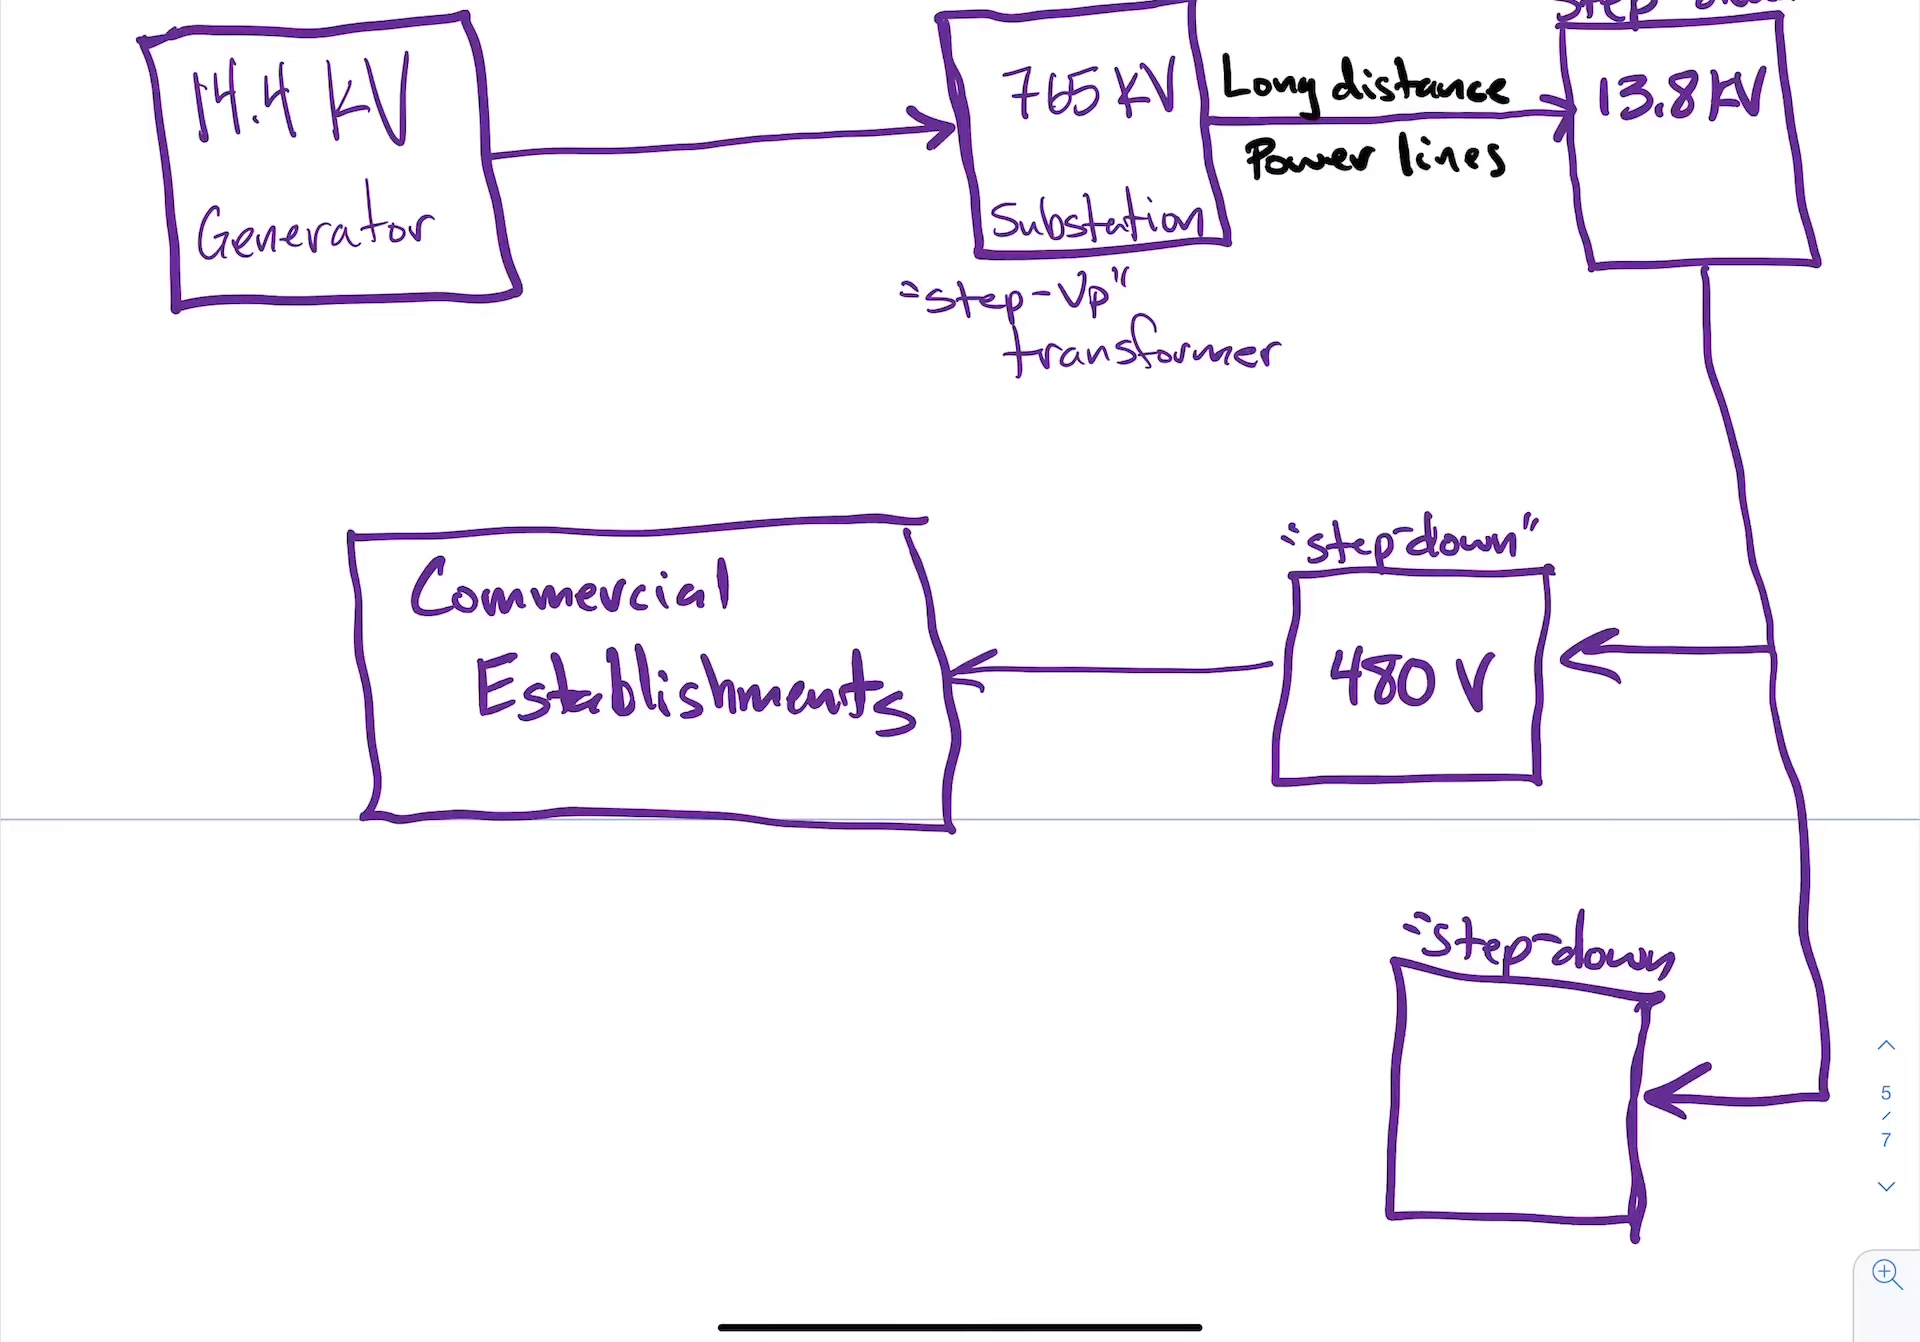 14.4 kV
Generator
765 KV
Substation
"step-Up"
transformer
Long distance
Power lines
13.8 kV
"step-down"
480 V
Commercial
Establishments
"step-down
5
/
7